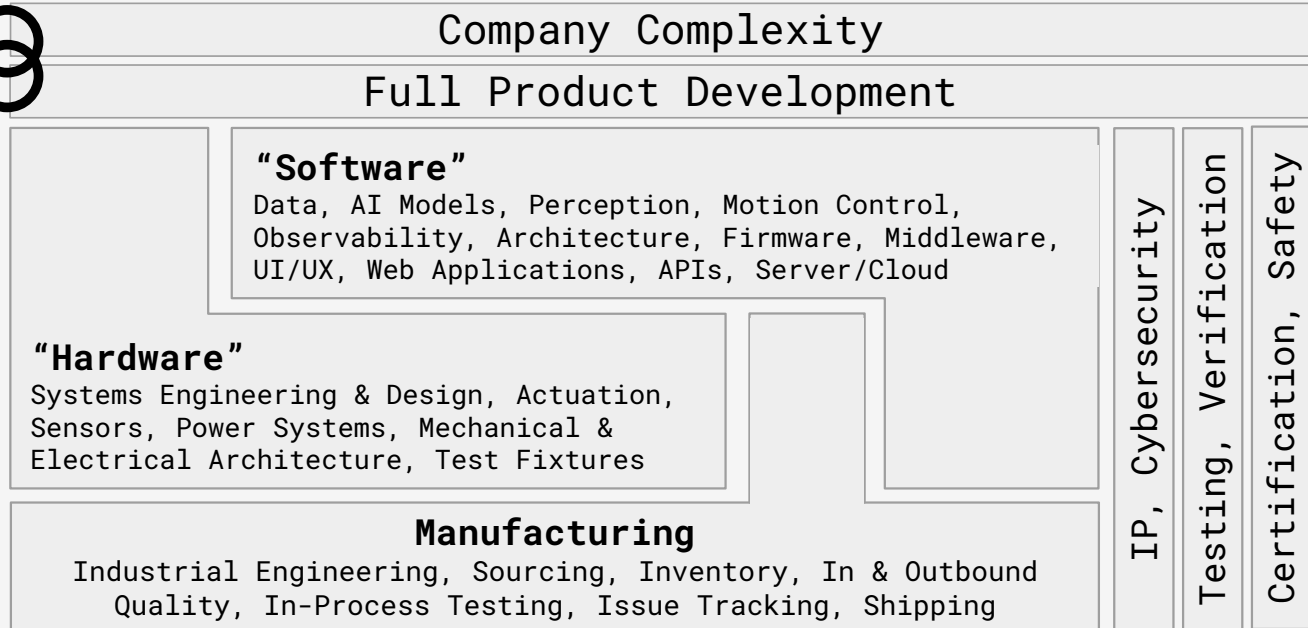 Company Complexity
Full Product Development
“Software”
Data, AI Models, Perception, Motion Control,
Observability, Architecture, Firmware, Middleware,
UI/UX, Web Applications, APIs, Server/Cloud
“Hardware”
Systems Engineering & Design, Actuation,
Sensors, Power Systems, Mechanical &
Electrical Architecture, Test Fixtures
Manufacturing
Industrial Engineering, Sourcing, Inventory, In & Outbound
Quality, In-Process Testing, Issue Tracking, Shipping
IP, Cybersecurity
Testing, Verification
Certification, Safety